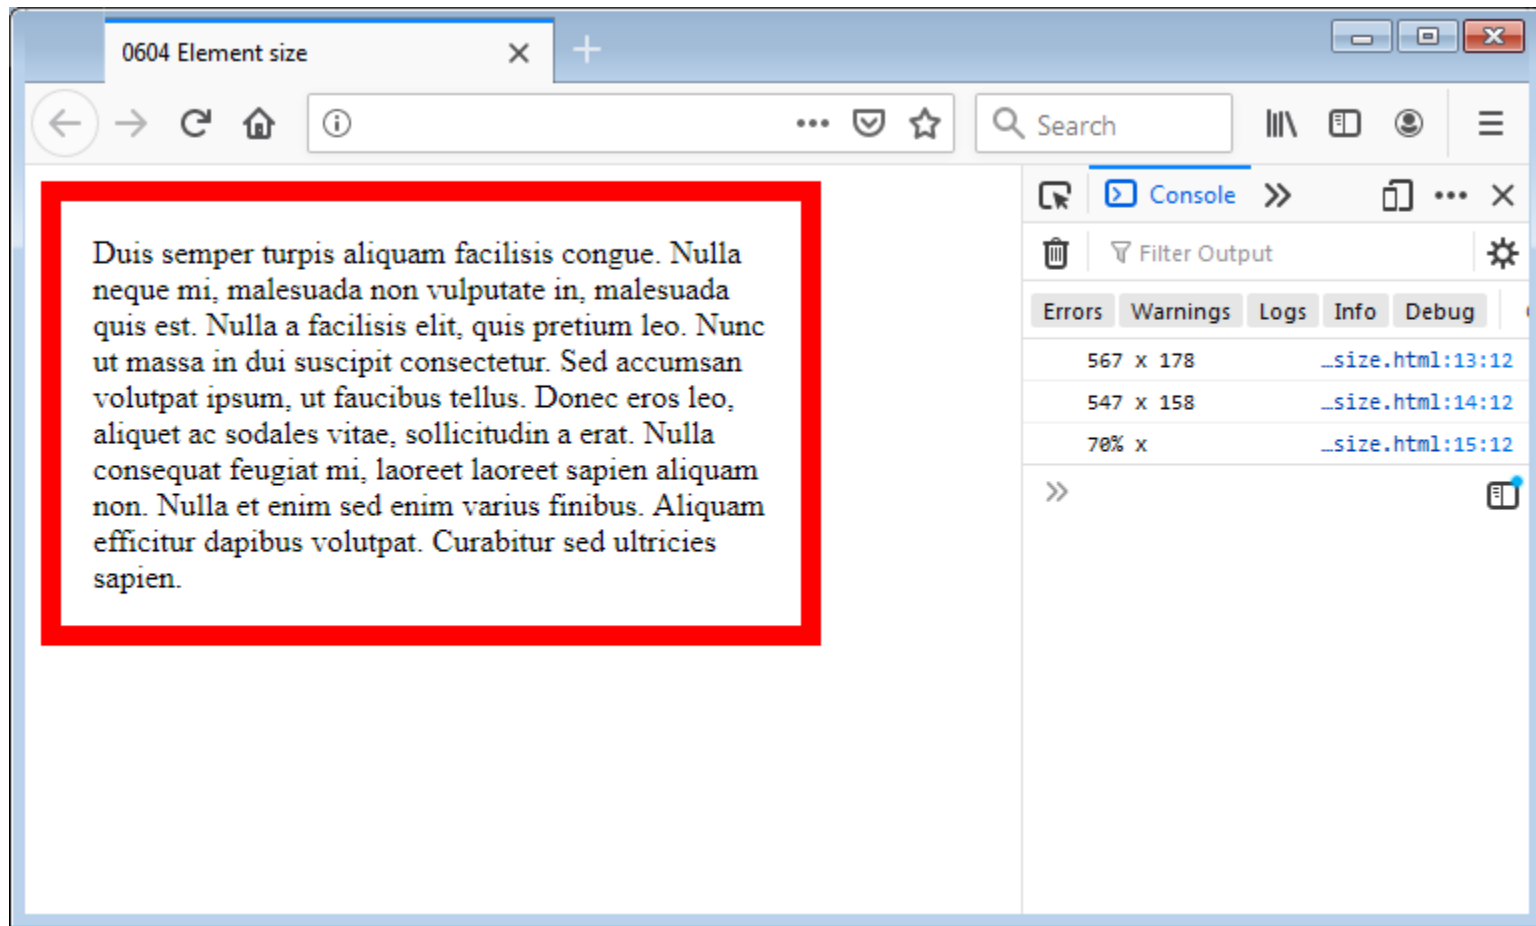 0604 Element size
Search
Duis semper turpis aliquam facilisis congue. Nulla
neque mi, malesuada non vulputate in, malesuada
quis est. Nulla a facilisis elit, quis pretium leo. Nunc
ut massa in dui suscipit consectetur. Sed accumsan
volutpat ipsum, ut faucibus tellus. Donec eros leo,
aliquet ac sodales vitae, sollicitudin a erat. Nulla
consequat feugiat mi, laoreet laoreet sapien aliquam
non. Nulla et enim sed enim varius finibus. Aliquam
efficitur dapibus volutpat. Curabitur sed ultricies
sapien.
Console
Filter Output
Errors Warnings Logs Info Debug
567 x 178 …size.html:13:12
547 x 158 …size.html:14:12
70% x …size.html:15:12